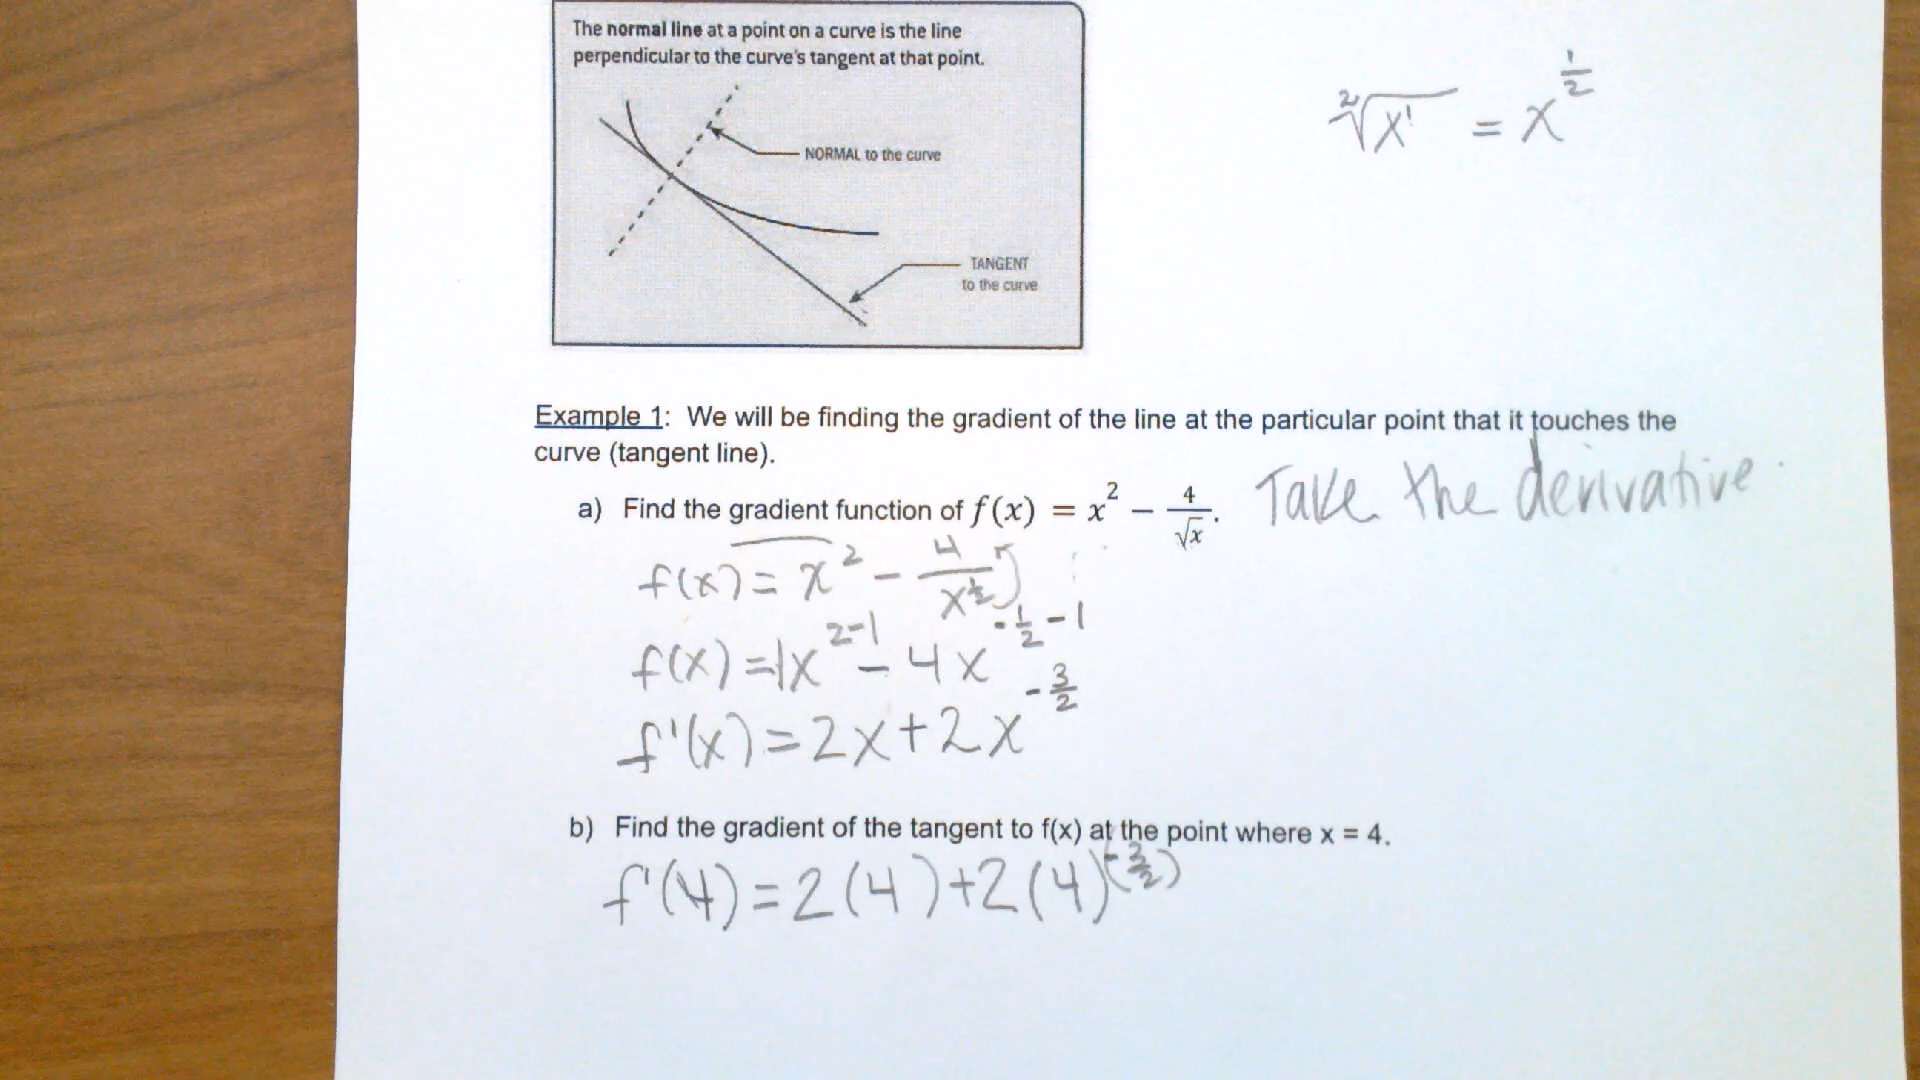 The normal line at a point on a curve is the line
perpendicular to the curve's tangent at that point.
²√x¹ = x^(1/2)
NORMAL to the curve
TANGENT
to the curve
Example 1: We will be finding the gradient of the line at the particular point that it touches the
curve (tangent line).
Take the derivative.
a) Find the gradient function of f(x) = x² − 4/√x.
f(x) = x² − 4/x^(1/2)
f(x) = 1x^(2-1) − 4x^(-1/2 - 1)
f'(x) = 2x + 2x^(-3/2)
b) Find the gradient of the tangent to f(x) at the point where x = 4.
f'(4) = 2(4) + 2(4)^(-3/2)